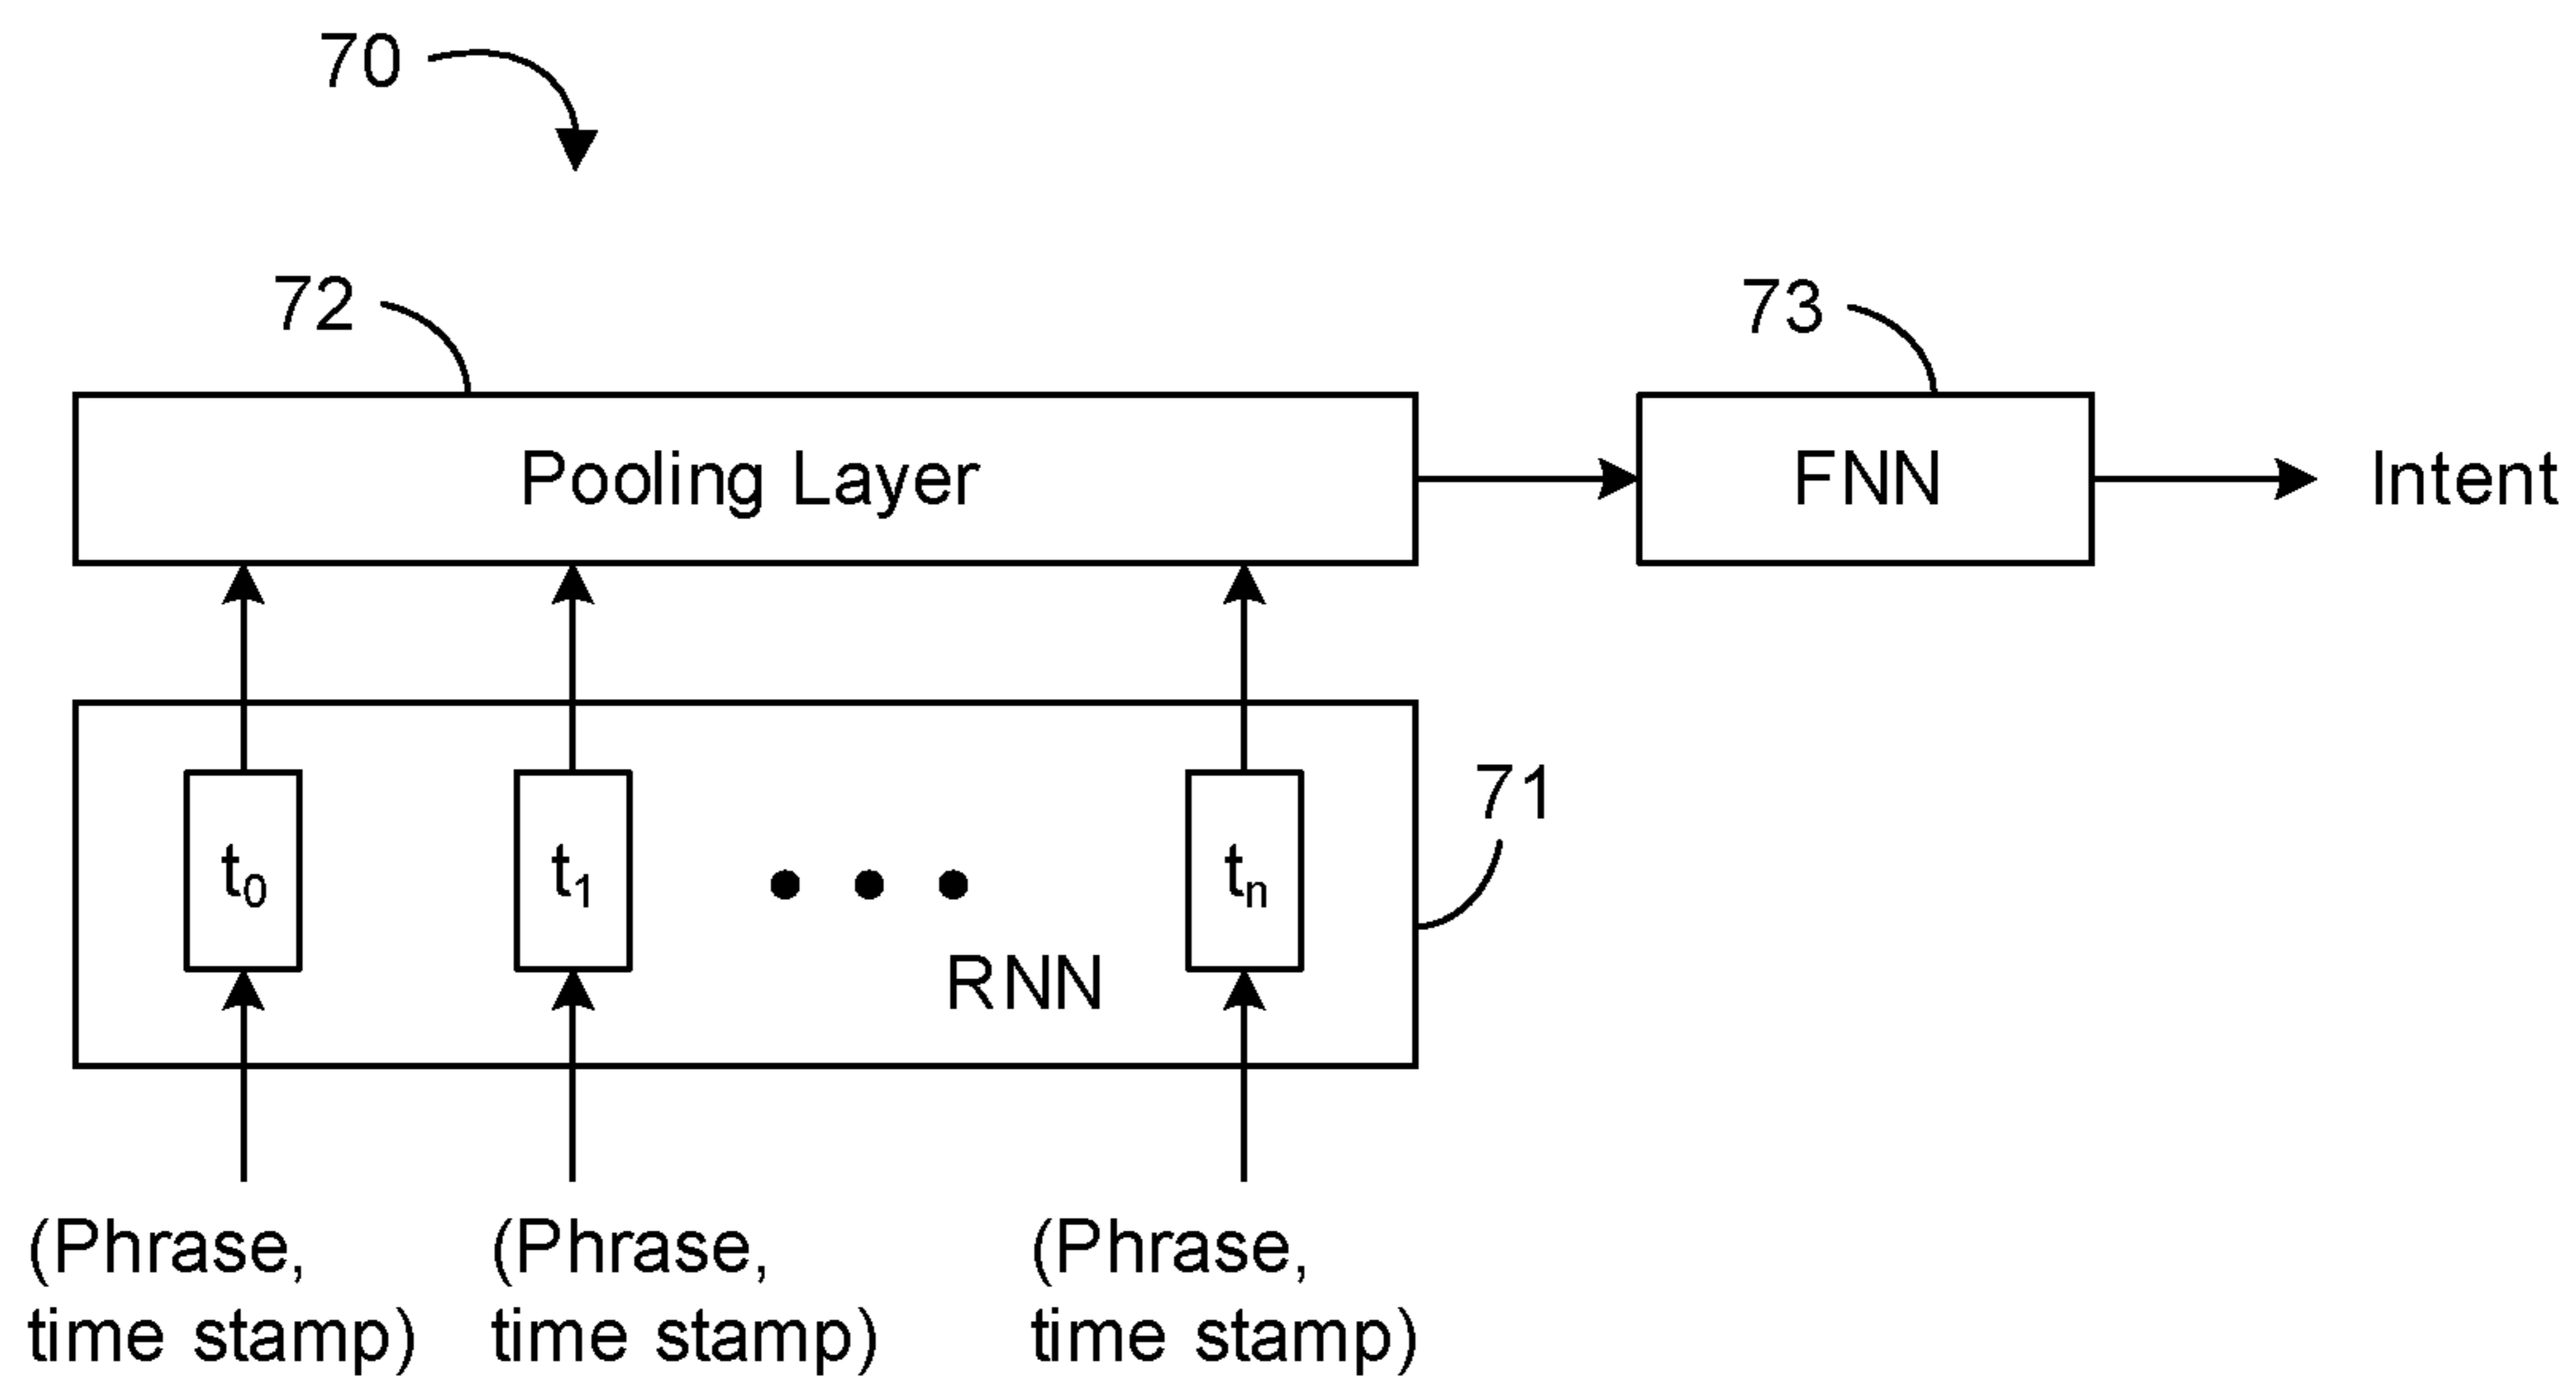 70
72
73
Pooling Layer
FNN
Intent
71
t0
t1
tn
RNN
(Phrase,
time stamp)
(Phrase,
time stamp)
(Phrase,
time stamp)